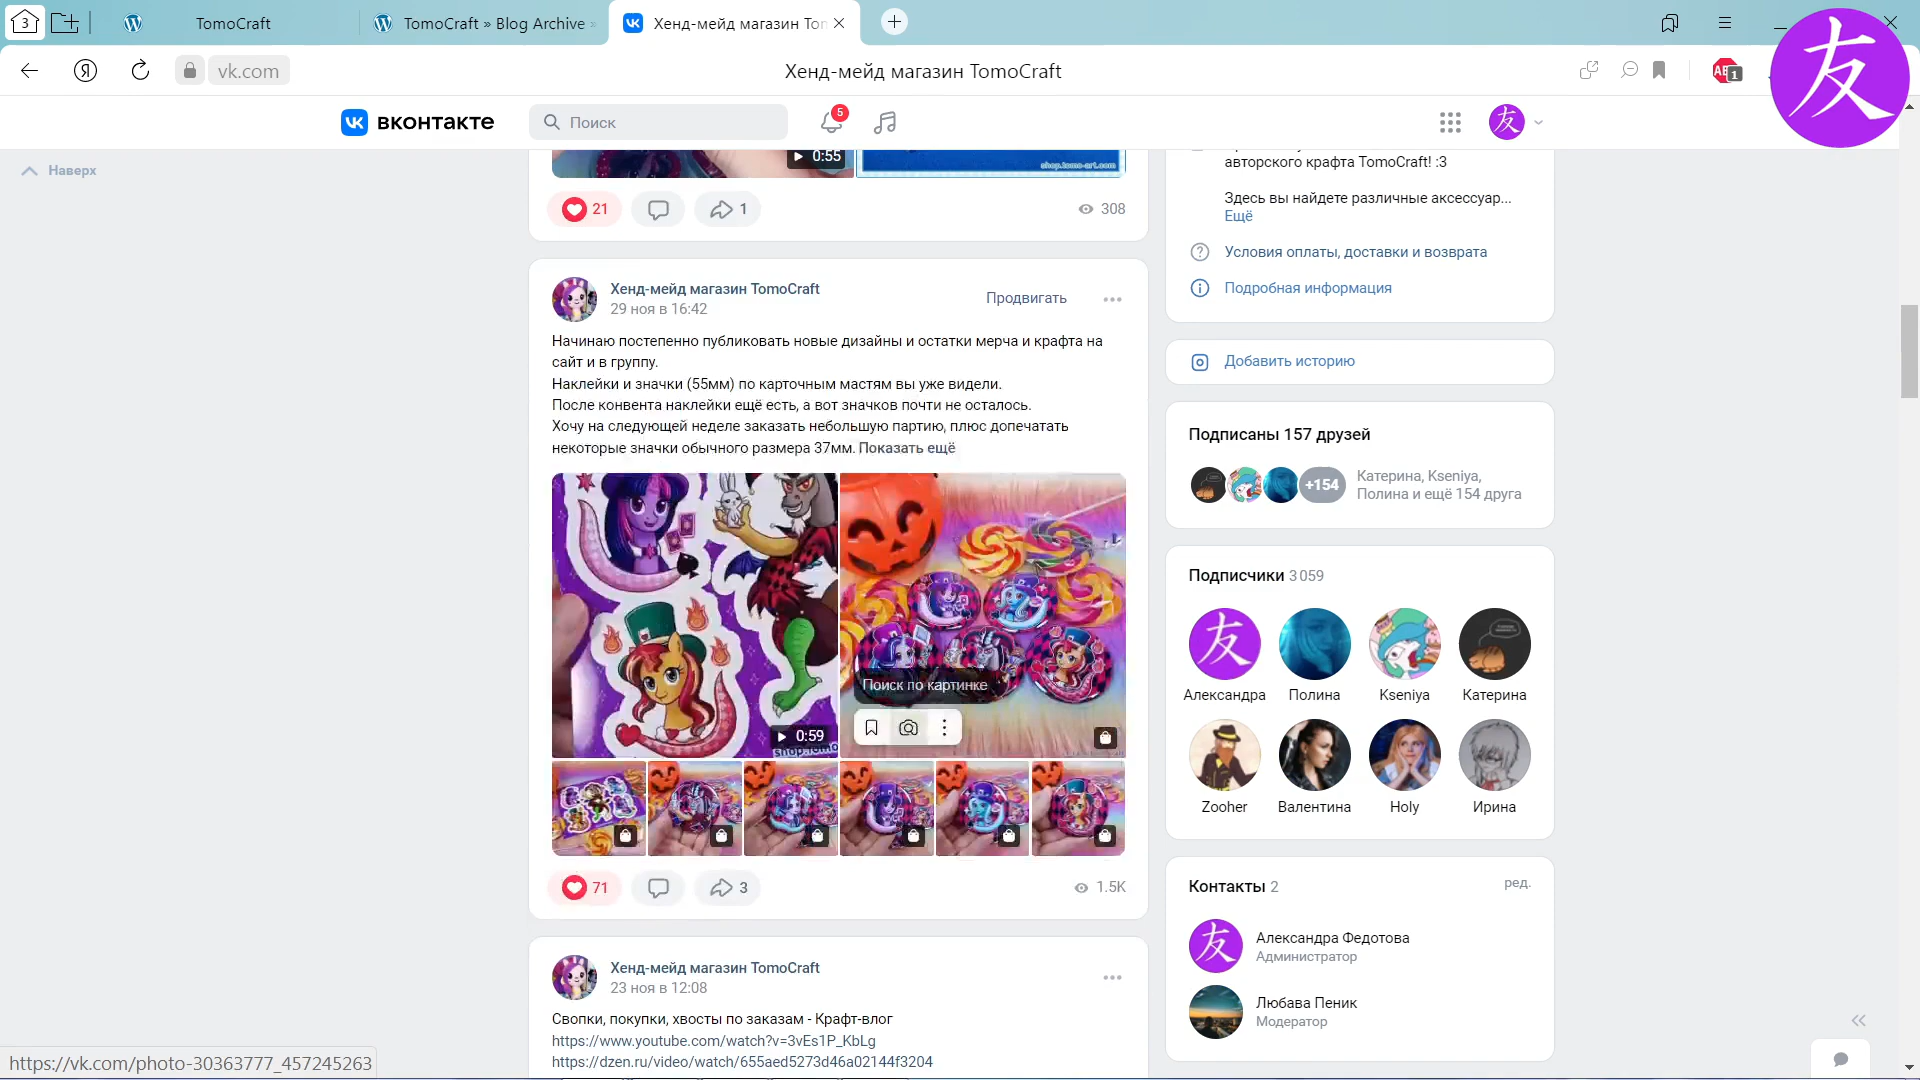 3
TomoCraft
TomoCraft » Blog Archive »
Хенд-мейд магазин Tom
友
vk.com
Хенд-мейд магазин TomoCraft
1
вконтакте
Поиск
5
友
Наверх
0:55
shop.tomo-art.com
21
1
308
авторского крафта TomoCraft! :3
Здесь вы найдете различные аксессуар...
Ещё
Условия оплаты, доставки и возврата
Подробная информация
Добавить историю
Хенд-мейд магазин TomoCraft
29 ноя в 16:42
Продвигать
Начинаю постепенно публиковать новые дизайны и остатки мерча и крафта на
сайт и в группу.
Наклейки и значки (55мм) по карточным мастям вы уже видели.
После конвента наклейки ещё есть, а вот значков почти не осталось.
Хочу на следующей неделе заказать небольшую партию, плюс допечатать
некоторые значки обычного размера 37мм. Показать ещё
Поиск по картинке
0:59
71
3
1.5K
Подписаны 157 друзей
+154
Катерина, Kseniya,
Полина и ещё 154 друга
Подписчики 3 059
友
Александра
Полина
Kseniya
Катерина
Zooher
Валентина
Holy
Ирина
Контакты 2
ред.
友
Александра Федотова
Администратор
Любава Пеник
Модератор
Хенд-мейд магазин TomoCraft
23 ноя в 12:08
Свопки, покупки, хвосты по заказам - Крафт-влог
https://www.youtube.com/watch?v=3vEs1P_KbLg
https://dzen.ru/video/watch/655aed5273d46a02144f3204
https://vk.com/photo-30363777_457245263